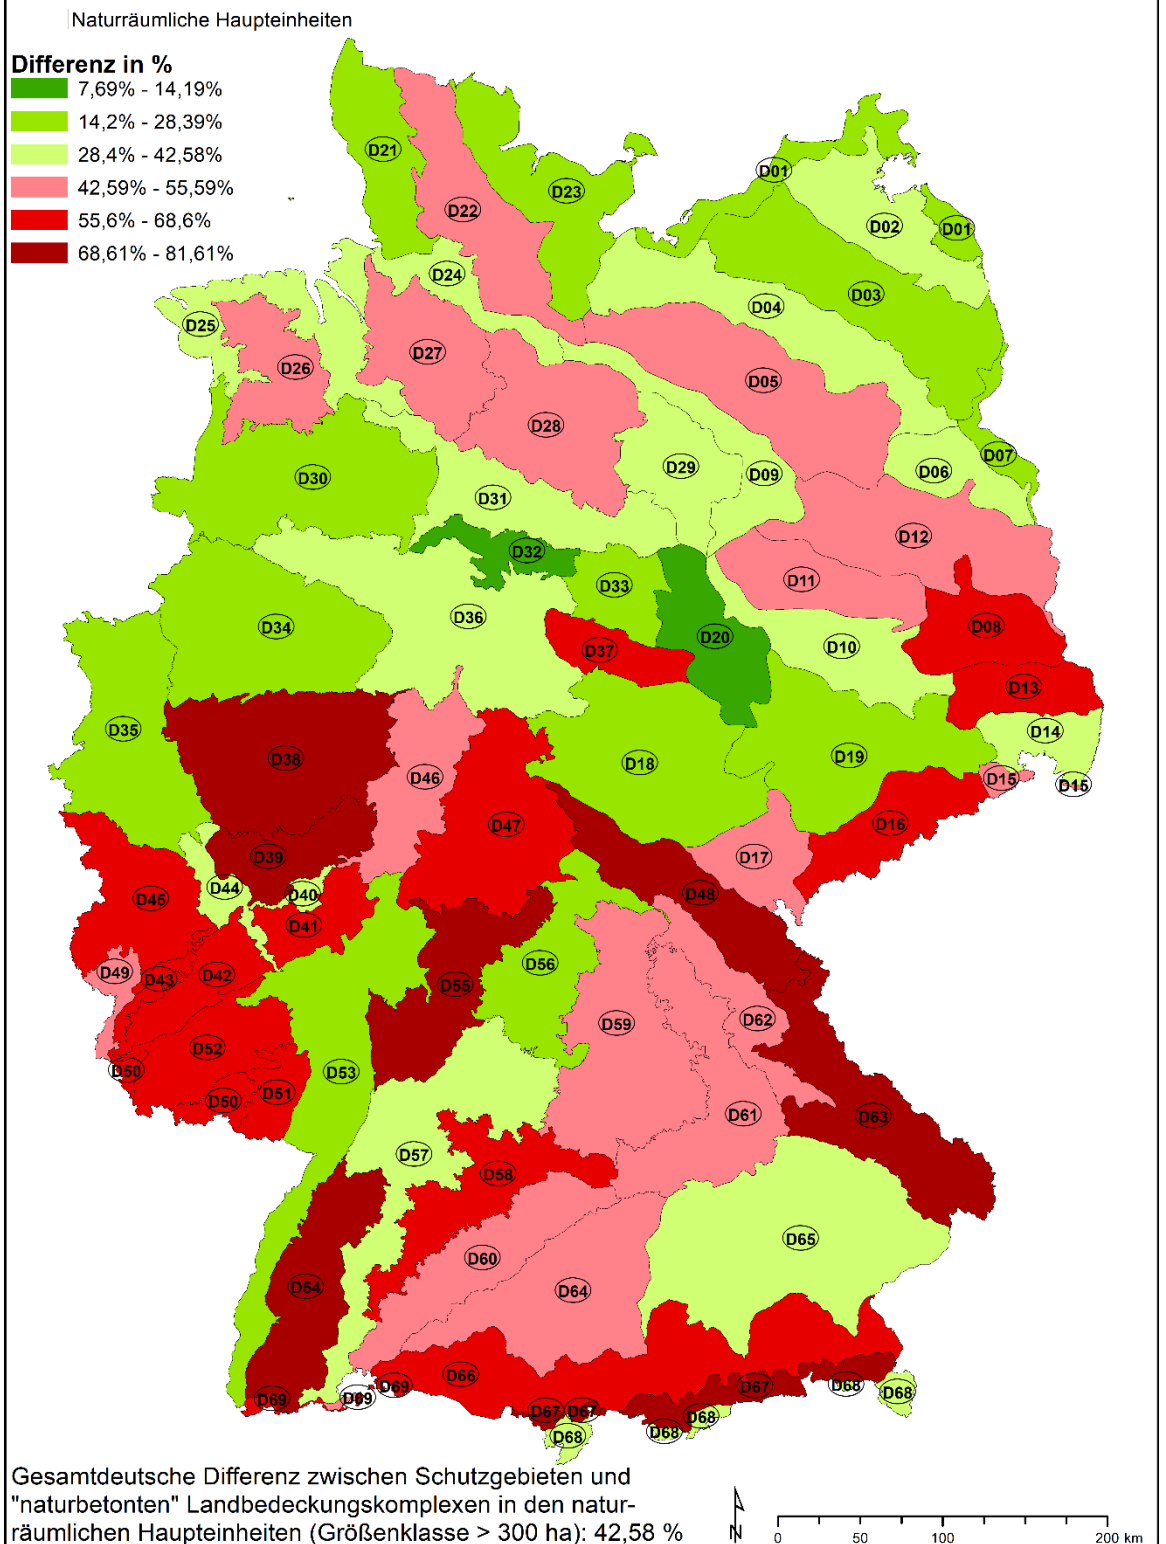 Naturräumliche Haupteinheiten
Differenz in %
7,69% - 14,19%
14,2% - 28,39%
28,4% - 42,58%
42,59% - 55,59%
55,6% - 68,6%
68,61% - 81,61%
D21
D01
D23
D22
D02
D01
D24
D03
D04
D25
D27
D26
D05
D28
D07
D29
D09
D06
D30
D31
D12
D32
D11
D33
D36
D34
D08
D20
D10
D37
D13
D35
D14
D38
D18
D19
D46
D15
D15
D47
D16
D39
D17
D44
D40
D48
D45
D41
D56
D49
D43
D42
D55
D59
D62
D52
D50
D53
D51
D50
D61
D63
D57
D58
D65
D60
D54
D64
D66
D69
D67
D68
D68
D69
D69
D67
D67
D68
D68
D68
Gesamtdeutsche Differenz zwischen Schutzgebieten und
"naturbetonten" Landbedeckungskomplexen in den natur-
räumlichen Haupteinheiten (Größenklasse > 300 ha): 42,58 %
N
0 50 100 200 km